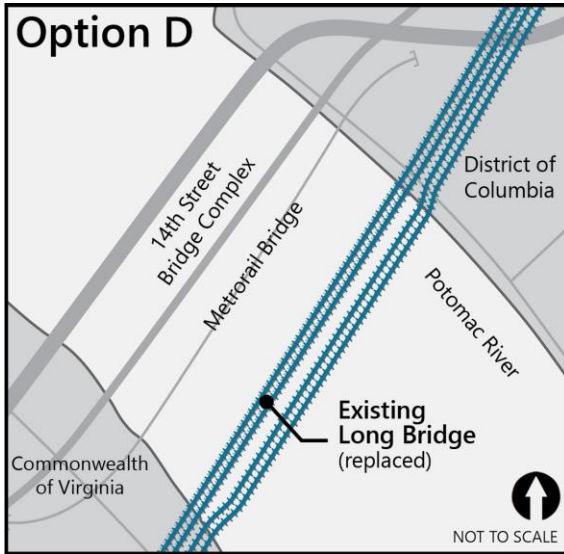 Option D
14th Street
Bridge Complex
Metrorail Bridge
District of
Columbia
Potomac River
Existing
Long Bridge
(replaced)
Commonwealth
of Virginia
NOT TO SCALE